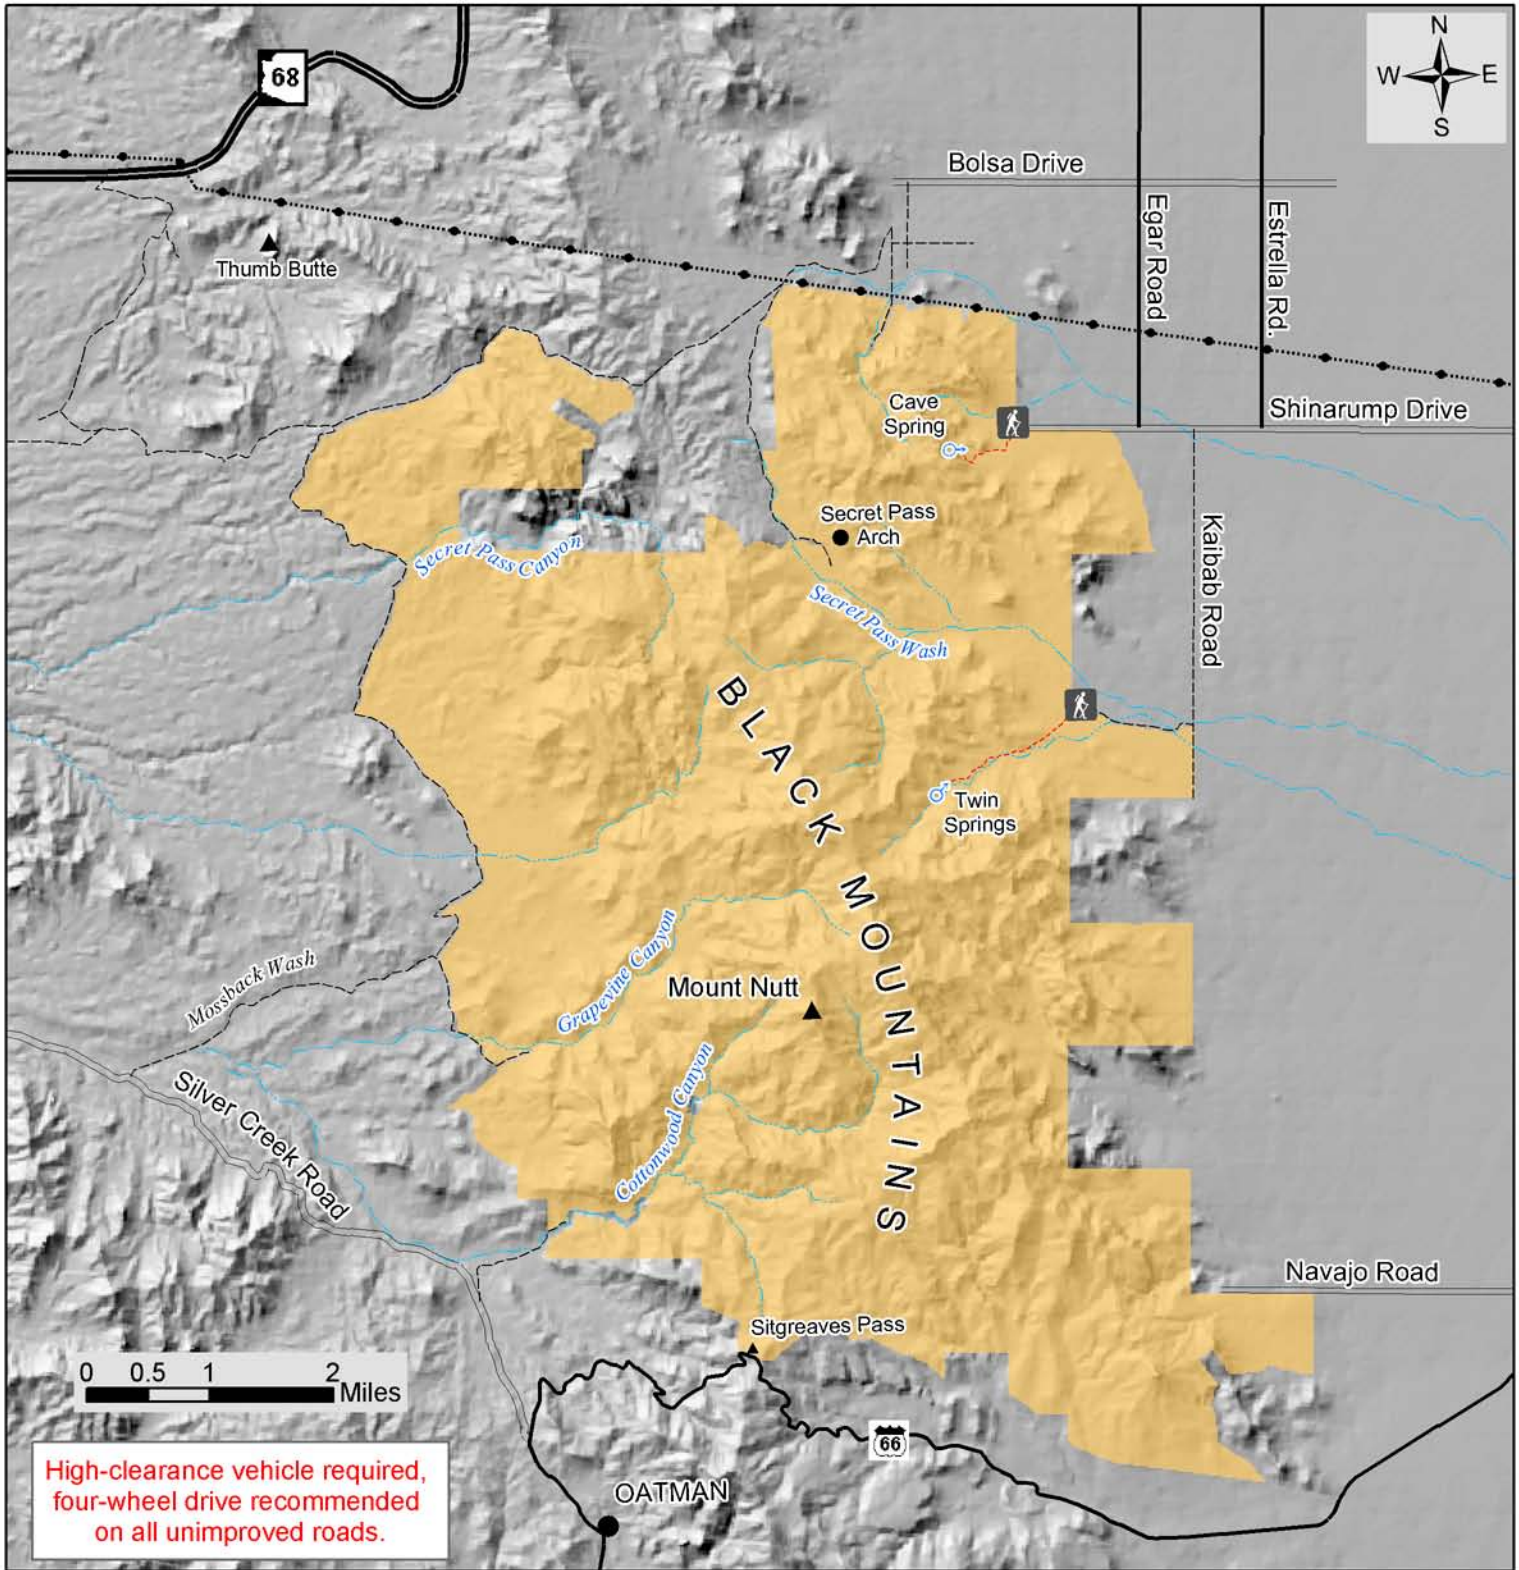 68
N
W E
S
Bolsa Drive
Egar Road
Estrella Rd.
Thumb Butte
Shinarump Drive
Cave
Spring
Secret Pass
Arch
Kaibab Road
Secret Pass Canyon
Secret Pass Wash
BLACK MOUNTAINS
Twin
Springs
Mossback Wash
Grapevine Canyon
Mount Nutt
Silver Creek Road
Cottonwood Canyon
Navajo Road
Sitgreaves Pass
0 0.5 1 2
Miles
66
High-clearance vehicle required,
four-wheel drive recommended
on all unimproved roads.
OATMAN